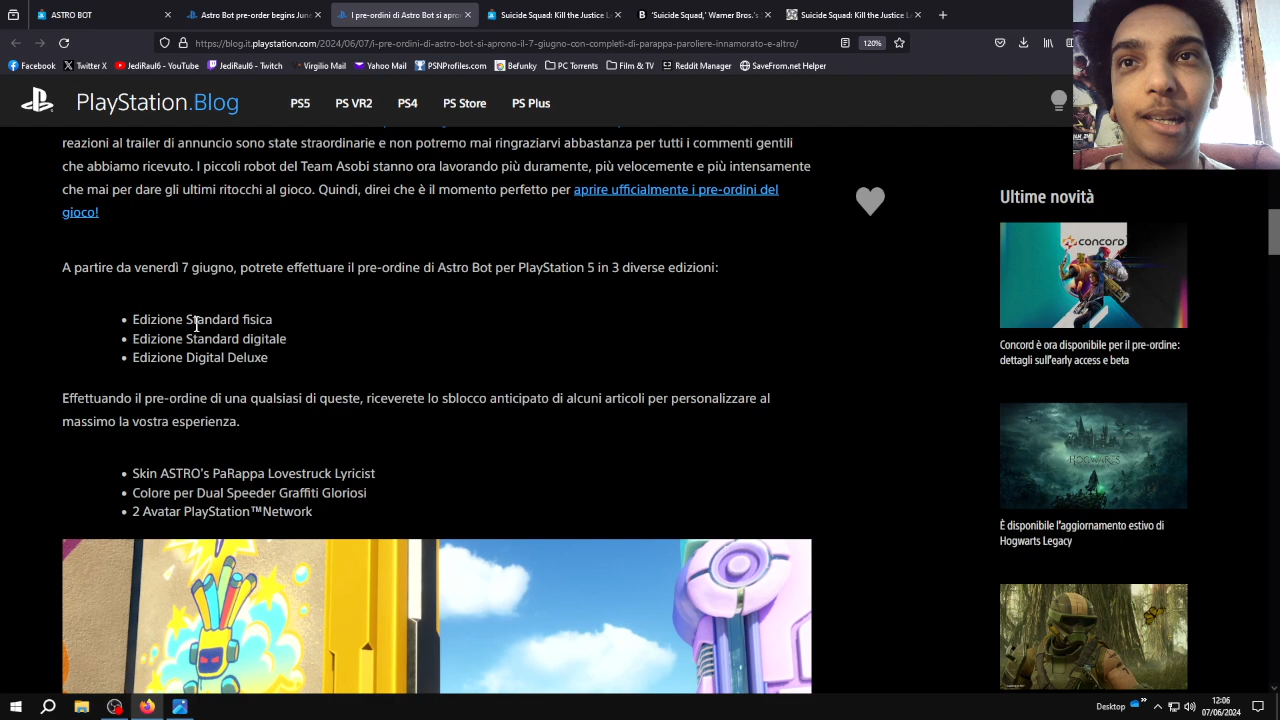 ASTRO BOT
Astro Bot pre-order begins June
I pre-ordini di Astro Bot si apron
Suicide Squad: Kill the Justice L
'Suicide Squad,' Warner Bros.'s
Suicide Squad: Kill the Justice L
https://blog.it.playstation.com/2024/06/07/i-pre-ordini-di-astro-bot-si-aprono-il-7-giugno-con-completi-di-parappa-paroliere-innamorato-e-altro/
120%
Facebook Twitter X JediRaul6 - YouTube JediRaul6 - Twitch Virgilio Mail Yahoo Mail PSNProfiles.com Befunky PC Torrents Film & TV Reddit Manager SaveFrom.net Helper
PlayStation.Blog PS5 PS VR2 PS4 PS Store PS Plus
reazioni al trailer di annuncio sono state straordinarie e non potremo mai ringraziarvi abbastanza per tutti i commenti gentili
che abbiamo ricevuto. I piccoli robot del Team Asobi stanno ora lavorando più duramente, più velocemente e più intensamente
che mai per dare gli ultimi ritocchi al gioco. Quindi, direi che è il momento perfetto per aprire ufficialmente i pre-ordini del
gioco!
A partire da venerdì 7 giugno, potrete effettuare il pre-ordine di Astro Bot per PlayStation 5 in 3 diverse edizioni:
Edizione Standard fisica
Edizione Standard digitale
Edizione Digital Deluxe
Effettuando il pre-ordine di una qualsiasi di queste, riceverete lo sblocco anticipato di alcuni articoli per personalizzare al
massimo la vostra esperienza.
Skin ASTRO's PaRappa Lovestruck Lyricist
Colore per Dual Speeder Graffiti Gloriosi
2 Avatar PlayStation™Network
Ultime novità
CONCORD
Concord è ora disponibile per il pre-ordine:
dettagli sull'early access e beta
HOGWARTS
È disponibile l'aggiornamento estivo di
Hogwarts Legacy
Desktop
12:06
07/06/2024